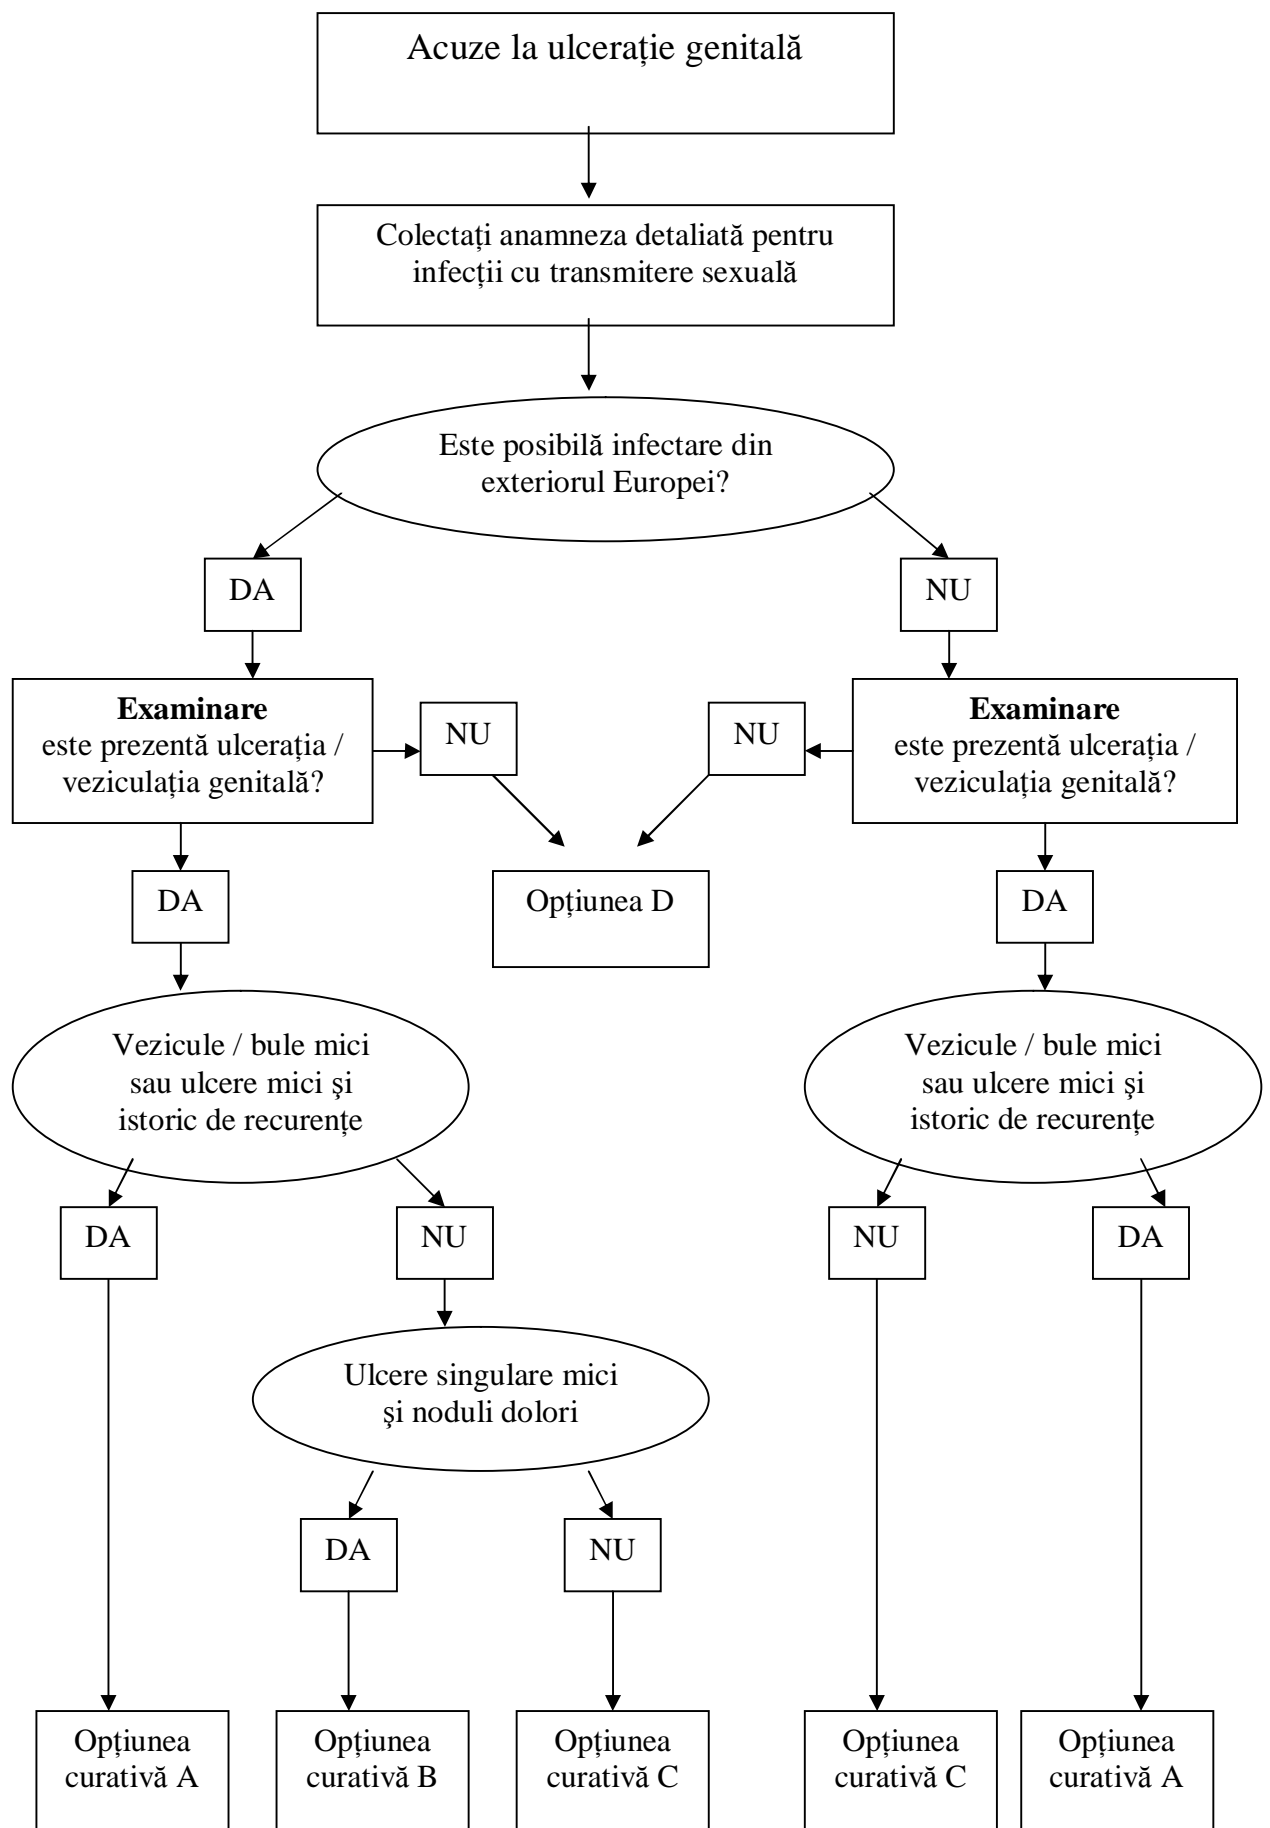 Acuze la ulcerație genitală
Colectați anamneza detaliată pentru
infecții cu transmitere sexuală
Este posibilă infectare din
exteriorul Europei?
DA
NU
Examinare
este prezentă ulcerația /
veziculația genitală?
NU
NU
Examinare
este prezentă ulcerația /
veziculația genitală?
DA
Opțiunea D
DA
Vezicule / bule mici
sau ulcere mici şi
istoric de recurențe
Vezicule / bule mici
sau ulcere mici şi
istoric de recurențe
DA
NU
NU
DA
Ulcere singulare mici
şi noduli dolori
DA
NU
Opțiunea
curativă A
Opțiunea
curativă B
Opțiunea
curativă C
Opțiunea
curativă C
Opțiunea
curativă A